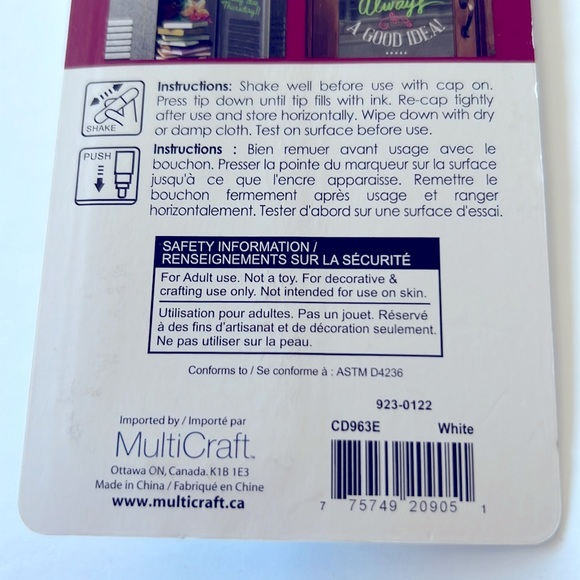 Always
A GOOD IDEA!
Instructions: Shake well before use with cap on.
Press tip down until tip fills with ink. Re-cap tightly
after use and store horizontally. Wipe down with dry
or damp cloth. Test on surface before use.
SHAKE
PUSH
Instructions : Bien remuer avant usage avec le
bouchon. Presser la pointe du marqueur sur la surface
jusqu'à ce que l'encre apparaisse. Remettre le
bouchon fermement après usage et ranger
horizontalement. Tester d'abord sur une surface d'essai.
SAFETY INFORMATION /
RENSEIGNEMENTS SUR LA SÉCURITÉ
For Adult use. Not a toy. For decorative &
crafting use only. Not intended for use on skin.
Utilisation pour adultes. Pas un jouet. Réservé
à des fins d'artisanat et de décoration seulement.
Ne pas utiliser sur la peau.
Conforms to / Se conforme à : ASTM D4236
923-0122
CD963E White
Imported by / Importé par
MultiCraft™
Ottawa ON, Canada. K1B 1E3
Made in China / Fabriqué en Chine
www.multicraft.ca
7 75749 20905 1